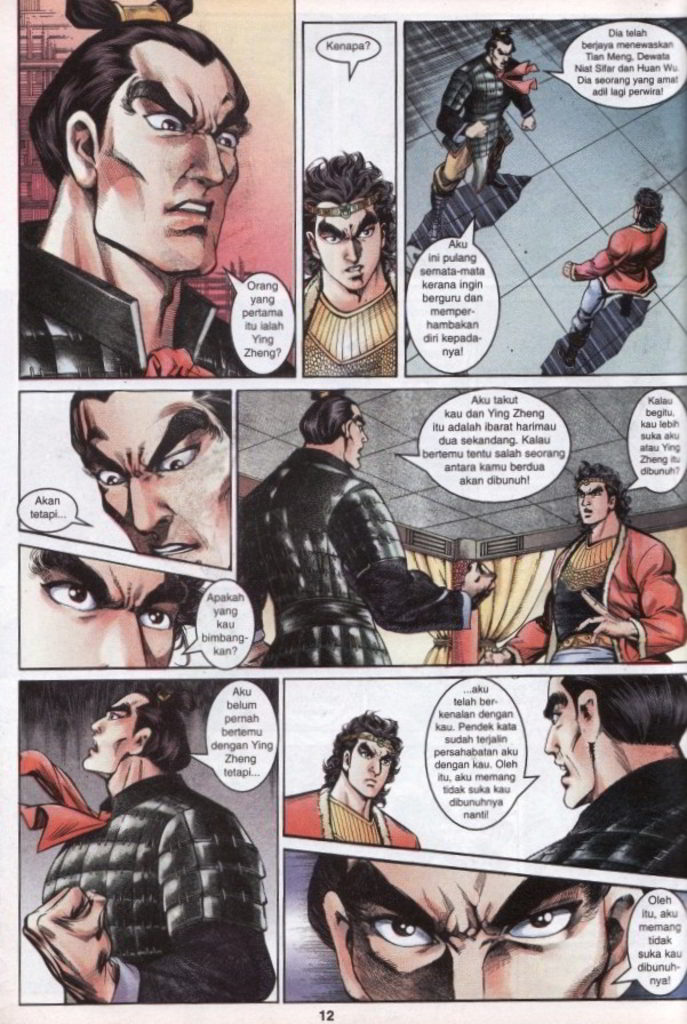 Orang
yang
pertama
itu ialah
Ying
Zheng?
Kenapa?
Dia telah
berjaya menewaskan
Tian Meng, Dewata
Niat Sifar dan Huan Wu.
Dia seorang yang amat
adil lagi perwira!
Aku
ini pulang
semata-mata
kerana ingin
berguru dan
memper-
hambakan
diri kepada-
nya!
Akan
tetapi...
Apakah
yang
kau
bimbang-
kan?
Aku takut
kau dan Ying Zheng
itu adalah ibarat harimau
dua sekandang. Kalau
bertemu tentu salah seorang
antara kamu berdua
akan dibunuh!
Kalau
begitu,
kau lebih
suka aku
atau Ying
Zheng itu
dibunuh?
Aku
belum
pernah
bertemu
dengan Ying
Zheng
tetapi...
...aku
telah ber-
kenalan dengan
kau. Pendek kata
sudah terjalin
persahabatan aku
dengan kau. Oleh
itu, aku memang
tidak suka kau
dibunuhnya
nanti!
Oleh
itu, aku
memang
tidak
suka kau
dibunuh-
nya!
12